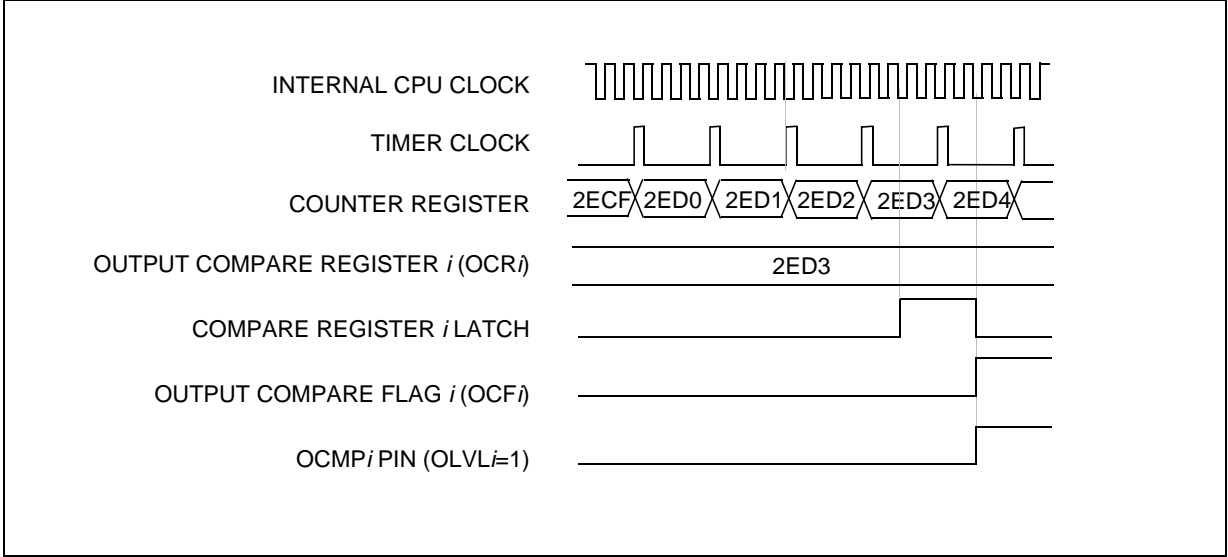 INTERNAL CPU CLOCK
TIMER CLOCK
COUNTER REGISTER 2ECF 2ED0 2ED1 2ED2 2ED3 2ED4
OUTPUT COMPARE REGISTER i (OCRi) 2ED3
COMPARE REGISTER i LATCH
OUTPUT COMPARE FLAG i (OCFi)
OCMPi PIN (OLVLi=1)